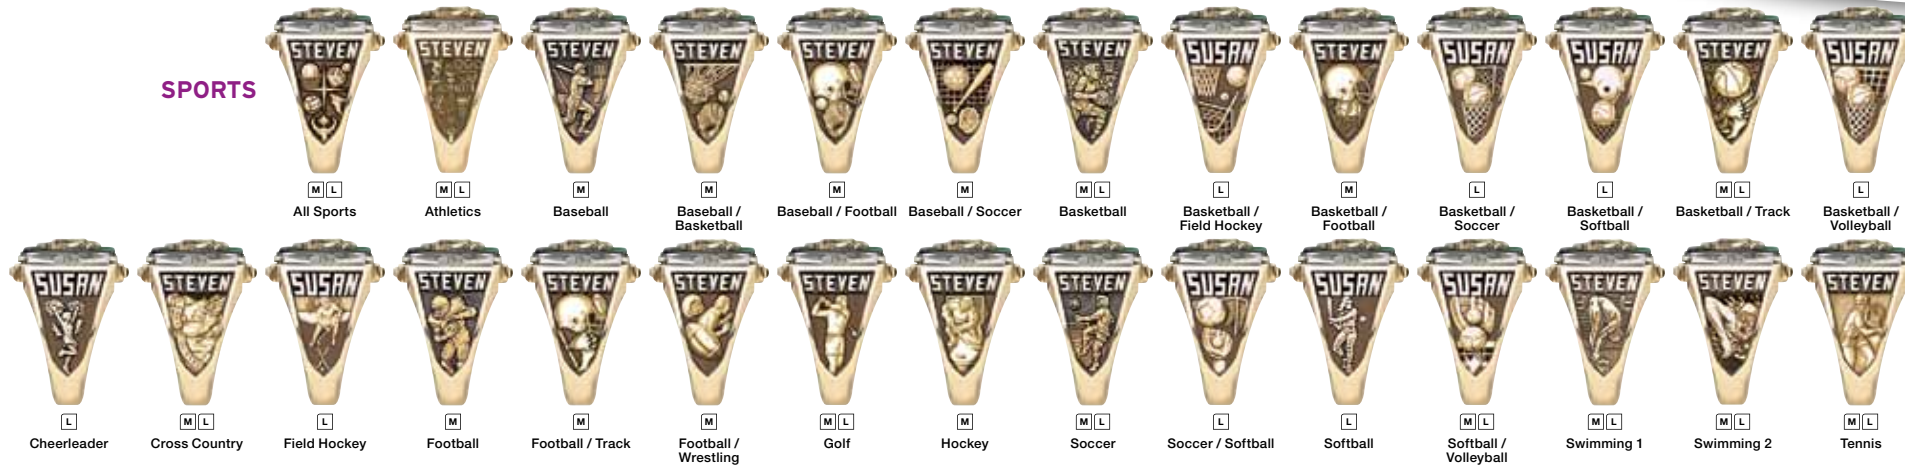 SPORTS
STEVEN STEVEN STEVEN STEVEN STEVEN STEVEN STEVEN SUSAN STEVEN SUSAN SUSAN STEVEN SUSAN
M L M L M M M M M L L M L L M L L
All Sports Athletics Baseball Baseball / Baseball / Football Baseball / Soccer Basketball Basketball / Basketball / Basketball / Basketball / Basketball / Track Basketball /
Basketball Field Hockey Football Soccer Softball Volleyball
SUSAN STEVEN SUSAN STEVEN STEVEN STEVEN STEVEN STEVEN STEVEN SUSAN SUSAN SUSAN STEVEN STEVEN STEVEN
L M L L M M M M L M M L L L M L M L M L M L
Cheerleader Cross Country Field Hockey Football Football / Track Football / Golf Hockey Soccer Soccer / Softball Softball Softball / Swimming 1 Swimming 2 Tennis
Wrestling Volleyball